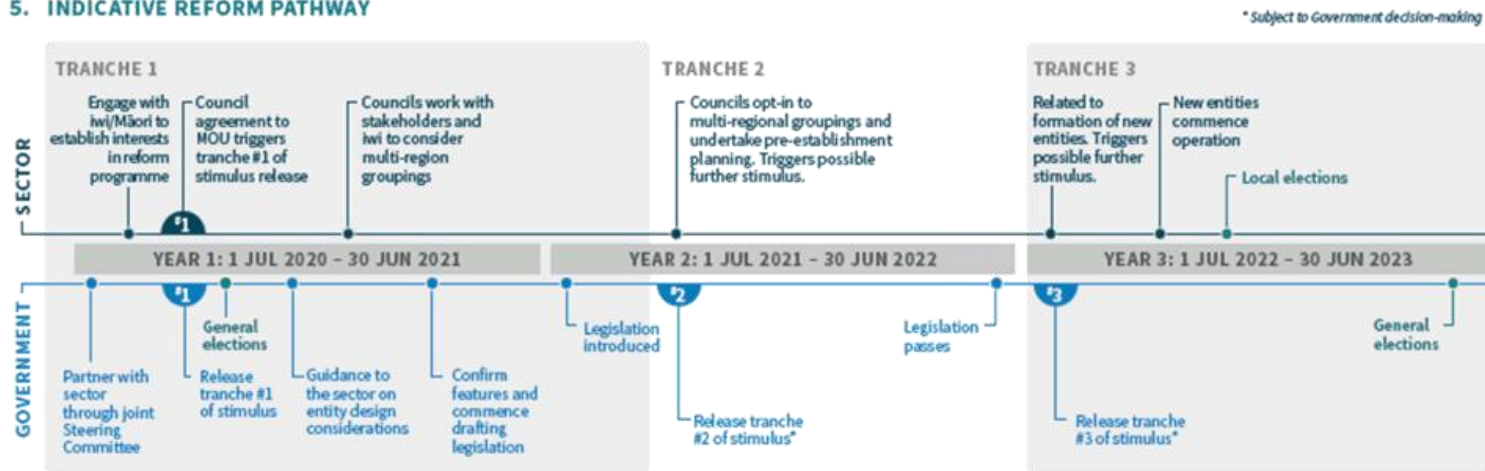 5. INDICATIVE REFORM PATHWAY
* Subject to Government decision-making
TRANCHE 1
TRANCHE 2
TRANCHE 3
SECTOR
Engage with
iwi/Māori to
establish interests
in reform
programme
Council
agreement to
MOU triggers
tranche #1 of
stimulus release
Councils work with
stakeholders and
iwi to consider
multi-region
groupings
Councils opt-in to
multi-regional groupings and
undertake pre-establishment
planning. Triggers possible
further stimulus.
Related to
formation of new
entities. Triggers
possible further
stimulus.
New entities
commence
operation
Local elections
#1
YEAR 1: 1 JUL 2020 – 30 JUN 2021
YEAR 2: 1 JUL 2021 – 30 JUN 2022
YEAR 3: 1 JUL 2022 – 30 JUN 2023
GOVERNMENT
#1
#2
#3
Partner with
sector
through joint
Steering
Committee
Release
tranche #1
of stimulus
General
elections
Guidance to
the sector on
entity design
considerations
Confirm
features and
commence
drafting
legislation
Legislation
introduced
Release tranche
#2 of stimulus*
Legislation
passes
Release tranche
#3 of stimulus*
General
elections